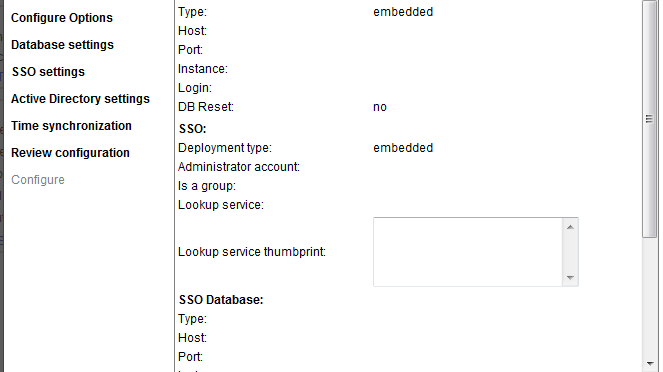 Configure Options
Database settings
SSO settings
Active Directory settings
Time synchronization
Review configuration
Configure
Type: embedded
Host:
Port:
Instance:
Login:
DB Reset: no
SSO:
Deployment type: embedded
Administrator account:
Is a group:
Lookup service:
Lookup service thumbprint:
SSO Database:
Type:
Host:
Port: